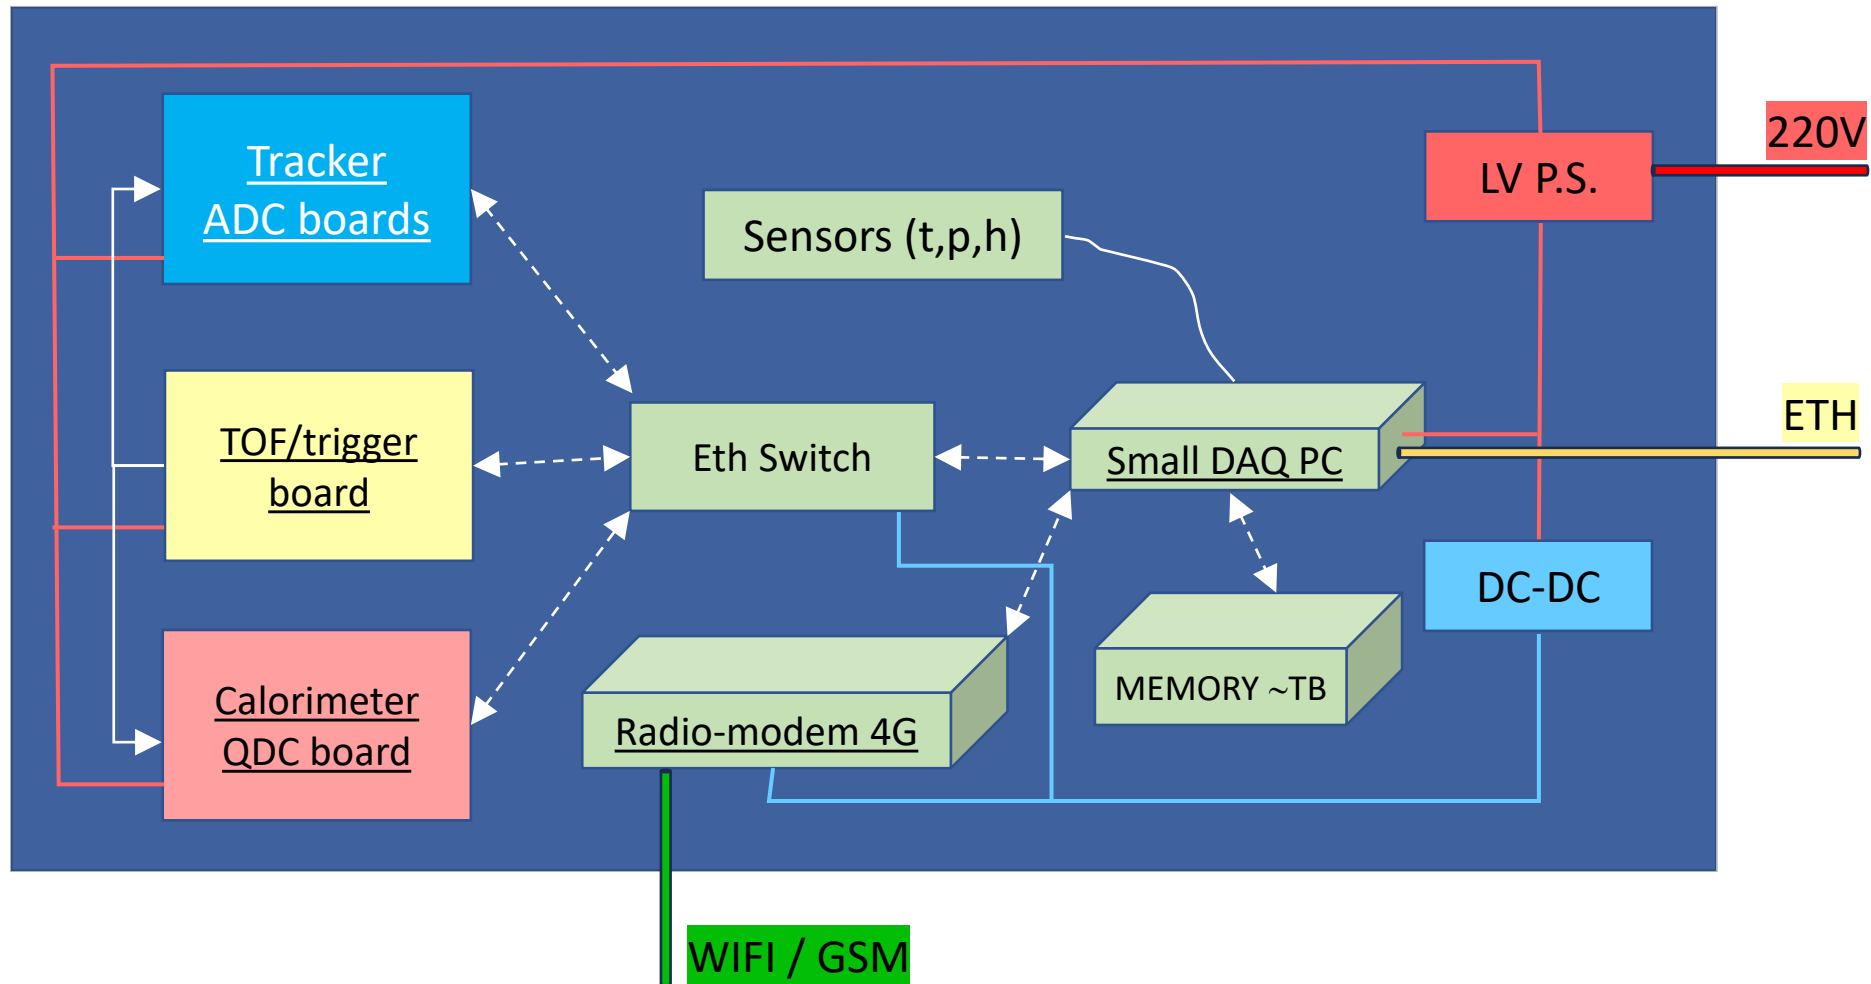 Tracker
ADC boards
220V
LV P.S.
Sensors (t,p,h)
ETH
TOF/trigger
board
Eth Switch
Small DAQ PC
DC-DC
Calorimeter
QDC board
Radio-modem 4G
MEMORY ~TB
WIFI / GSM